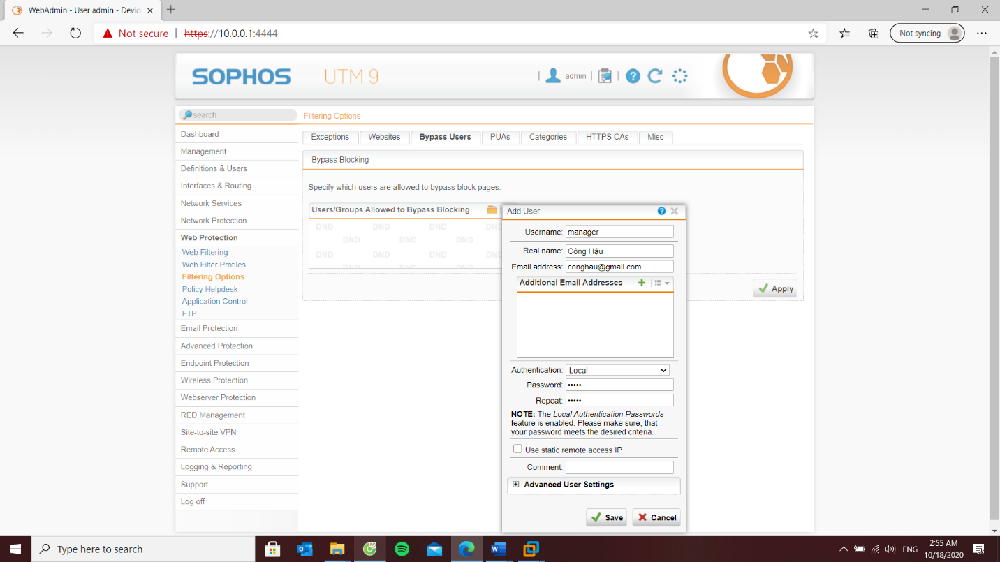 WebAdmin - User admin - Devic
Not secure | https://10.0.0.1:4444
Not syncing
SOPHOS UTM 9
| admin | |
search
Filtering Options
Dashboard
Management
Definitions & Users
Interfaces & Routing
Network Services
Network Protection
Web Protection
Web Filtering
Web Filter Profiles
Filtering Options
Policy Helpdesk
Application Control
FTP
Email Protection
Advanced Protection
Endpoint Protection
Wireless Protection
Webserver Protection
RED Management
Site-to-site VPN
Remote Access
Logging & Reporting
Support
Log off
Exceptions Websites Bypass Users PUAs Categories HTTPS CAs Misc
Bypass Blocking
Specify which users are allowed to bypass block pages.
Users/Groups Allowed to Bypass Blocking
DND DND DND DND
DND DND DND
DND DND DND DND
DND DND DND
Apply
Add User
Username: manager
Real name: Công Hậu
Email address: conghau@gmail.com
Additional Email Addresses
Authentication: Local
Password: •••••
Repeat: •••••
NOTE: The Local Authentication Passwords
feature is enabled. Please make sure, that
your password meets the desired criteria.
Use static remote access IP
Comment:
Advanced User Settings
Save Cancel
Type here to search
ENG
2:55 AM
10/18/2020